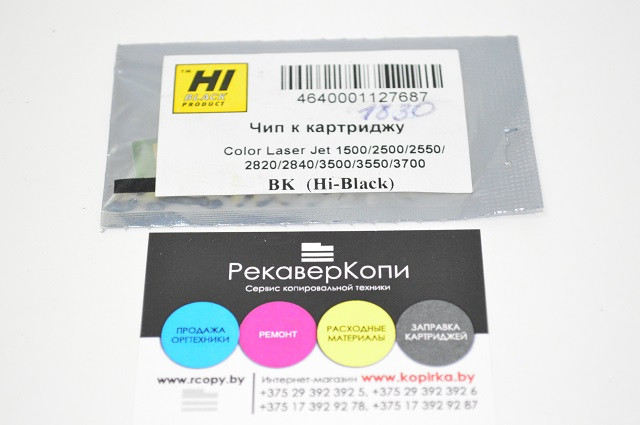 HI
BLACK
PRODUCT
4640001127687
1830
Чип к картриджу
Color Laser Jet 1500/2500/2550/
2820/2840/3500/3550/3700
BK (Hi-Black)
РекаверКопи
Сервис копировальной техники
ПРОДАЖА
ОРГТЕХНИКИ
РЕМОНТ
РАСХОДНЫЕ
МАТЕРИАЛЫ
ЗАПРАВКА
КАРТРИДЖЕЙ
www.rcopy.by
Интернет-магазин www.kopirka.by
+375 29 392 392 5, +375 29 392 392 6
+375 17 392 92 78, +375 17 392 92 87